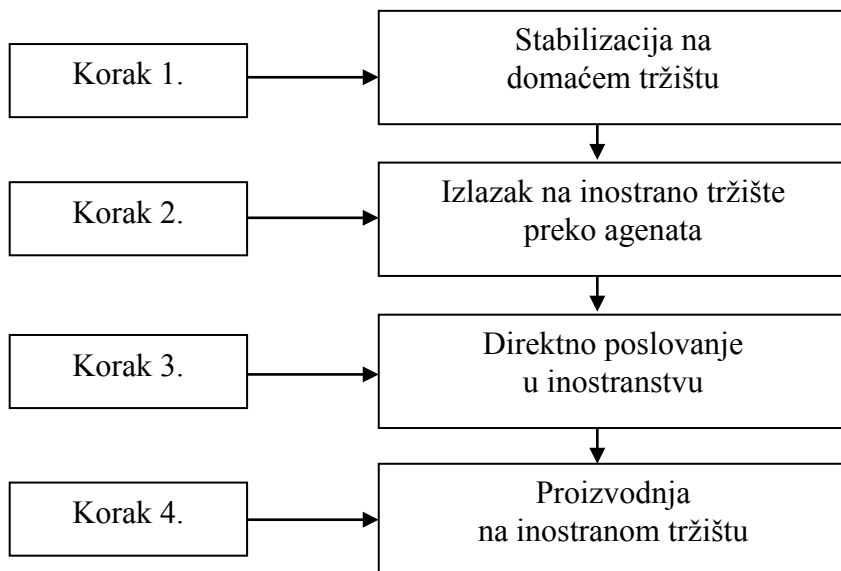 Korak 1.
Stabilizacija na
domaćem tržištu
Korak 2.
Izlazak na inostrano tržište
preko agenata
Korak 3.
Direktno poslovanje
u inostranstvu
Korak 4.
Proizvodnja
na inostranom tržištu